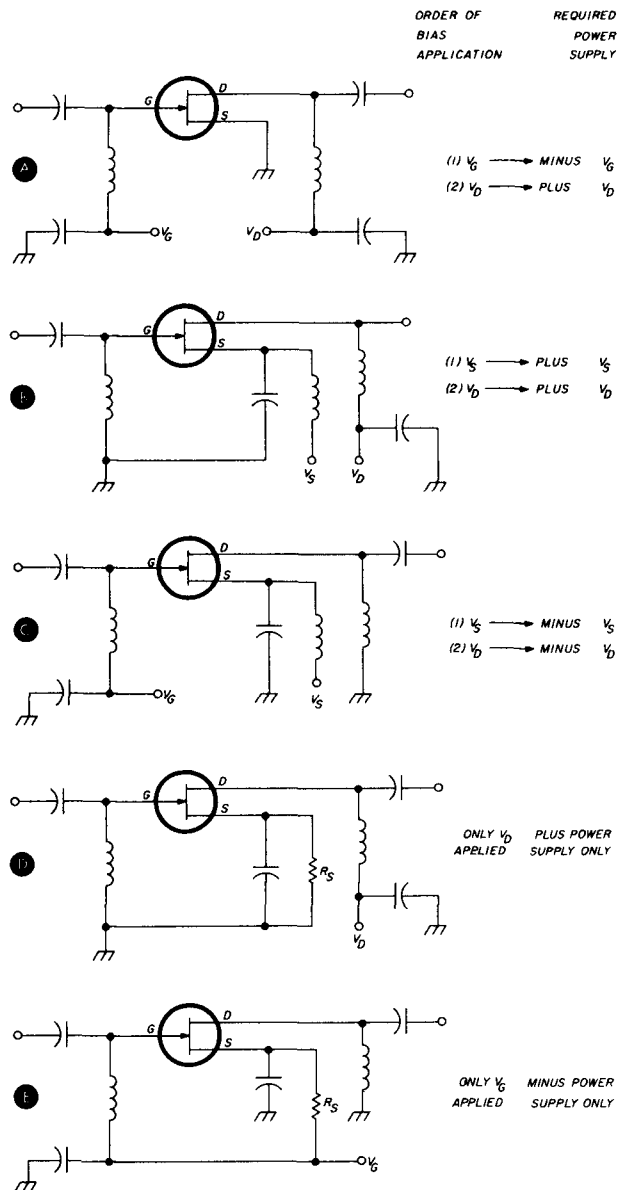 ORDER OF REQUIRED
BIAS POWER
APPLICATION SUPPLY
D
G
S
A
(1) V_G → MINUS V_G
(2) V_D → PLUS V_D
V_G V_D
D
G
S
B
(1) V_S → PLUS V_S
(2) V_D → PLUS V_D
V_S V_D
D
G
S
C
(1) V_S → MINUS V_S
(2) V_D → MINUS V_D
V_G V_S
D
G
S
D
R_S
ONLY V_D PLUS POWER
APPLIED SUPPLY ONLY
V_D
D
G
S
E
R_S
ONLY V_G MINUS POWER
APPLIED SUPPLY ONLY
V_G